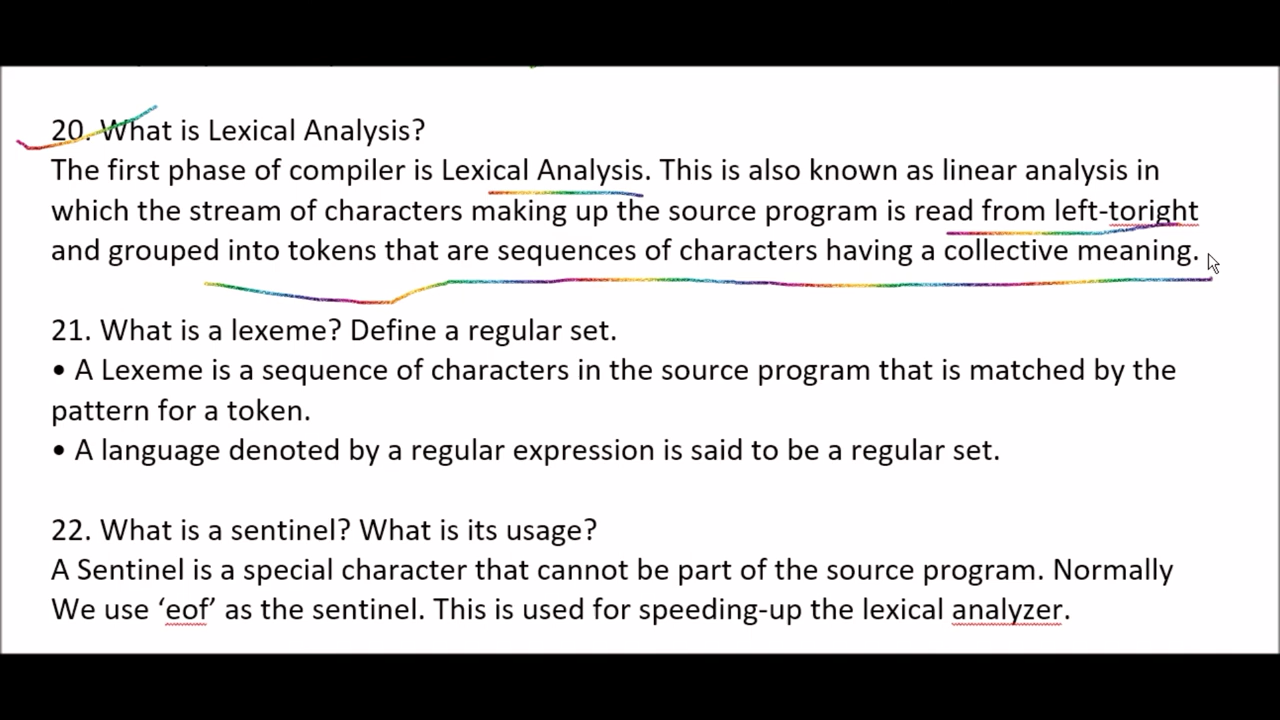 20. What is Lexical Analysis?
The first phase of compiler is Lexical Analysis. This is also known as linear analysis in
which the stream of characters making up the source program is read from left-toright
and grouped into tokens that are sequences of characters having a collective meaning.
21. What is a lexeme? Define a regular set.
• A Lexeme is a sequence of characters in the source program that is matched by the
pattern for a token.
• A language denoted by a regular expression is said to be a regular set.
22. What is a sentinel? What is its usage?
A Sentinel is a special character that cannot be part of the source program. Normally
We use ‘eof’ as the sentinel. This is used for speeding-up the lexical analyzer.